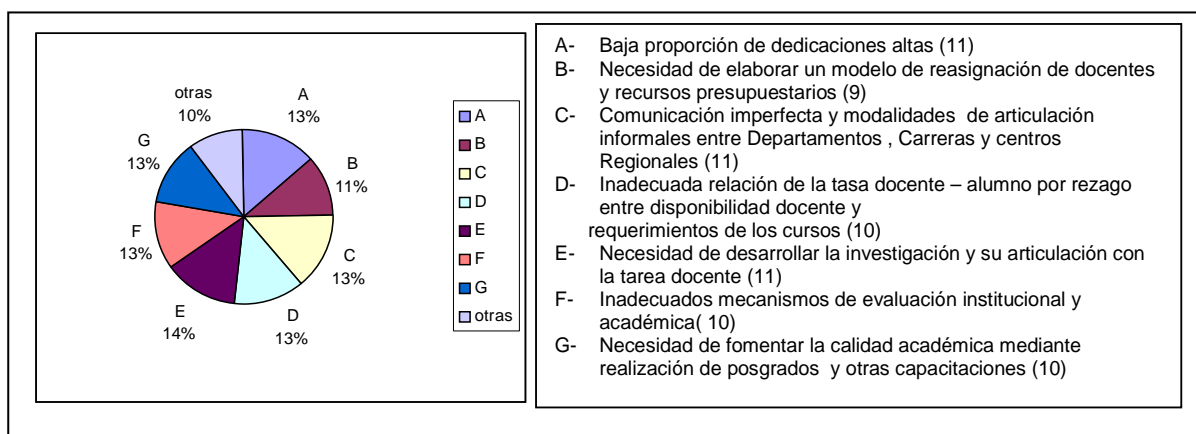 otras
10%
A
13%
G
13%
B
11%
F
13%
C
13%
E
14%
D
13%
A
B
C
D
E
F
G
otras
A- Baja proporción de dedicaciones altas (11)
B- Necesidad de elaborar un modelo de reasignación de docentes
y recursos presupuestarios (9)
C- Comunicación imperfecta y modalidades de articulación
informales entre Departamentos , Carreras y centros
Regionales (11)
D- Inadecuada relación de la tasa docente – alumno por rezago
entre disponibilidad docente y
requerimientos de los cursos (10)
E- Necesidad de desarrollar la investigación y su articulación con
la tarea docente (11)
F- Inadecuados mecanismos de evaluación institucional y
académica( 10)
G- Necesidad de fomentar la calidad académica mediante
realización de posgrados y otras capacitaciones (10)